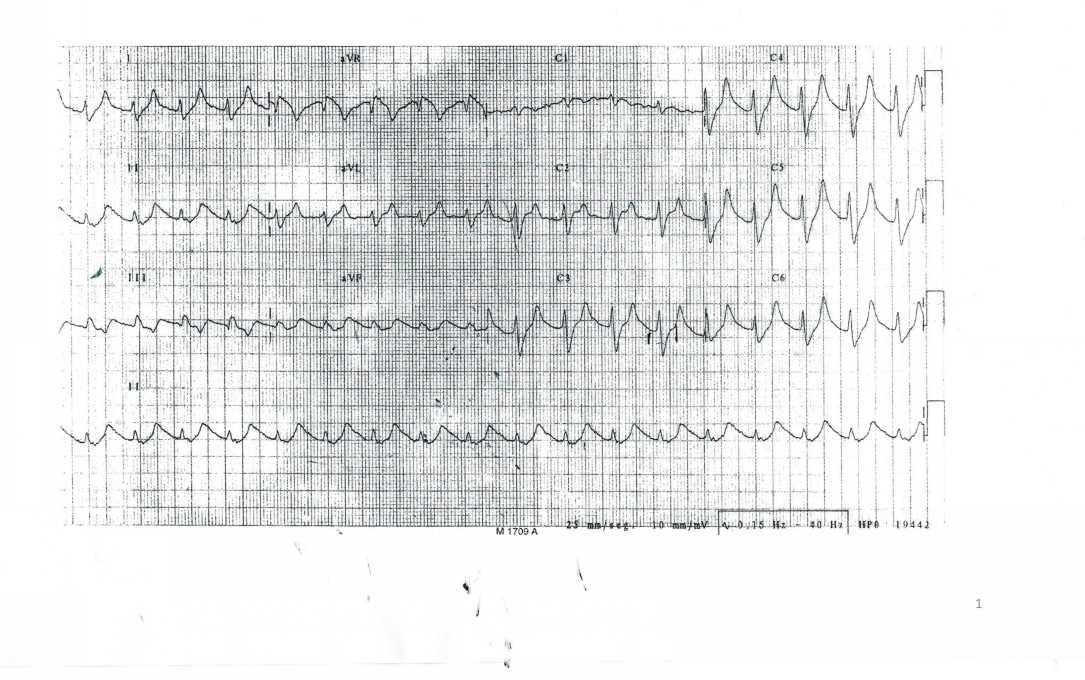 I aVR C1 C4
II aVL C2 C5
III aVF C3 C6
II
25 mm/seg. 10 mm/mV ∿ 0,15 Hz - 40 Hz HP8 19442
M 1709 A
1